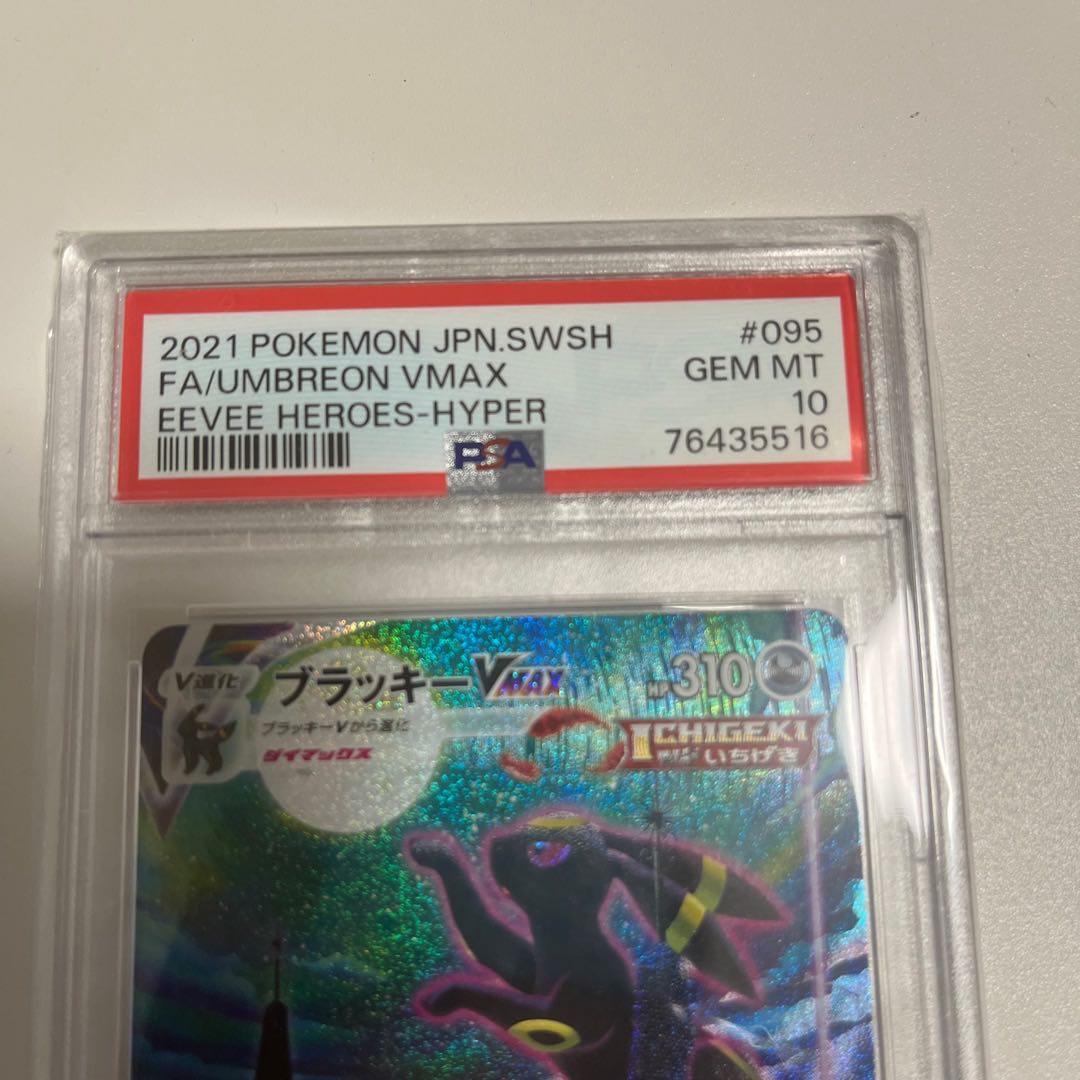 2021 POKEMON JPN.SWSH #095
FA/UMBREON VMAX GEM MT
EEVEE HEROES-HYPER 10
PSA 76435516
V進化 ブラッキーVMAX HP310
ブラッキーVから進化
ダイマックス
ICHIGEKI
いちげき